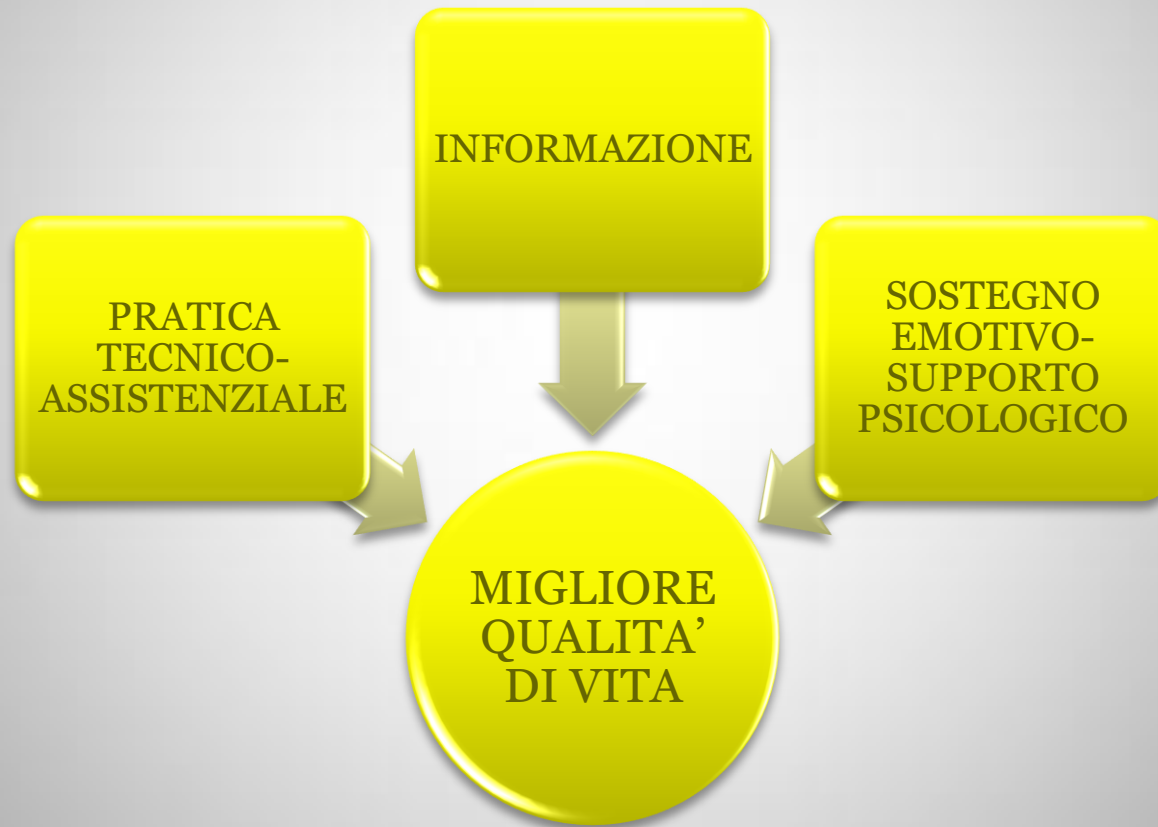 INFORMAZIONE
PRATICA
TECNICO-
ASSISTENZIALE
SOSTEGNO
EMOTIVO-
SUPPORTO
PSICOLOGICO
MIGLIORE
QUALITA’
DI VITA